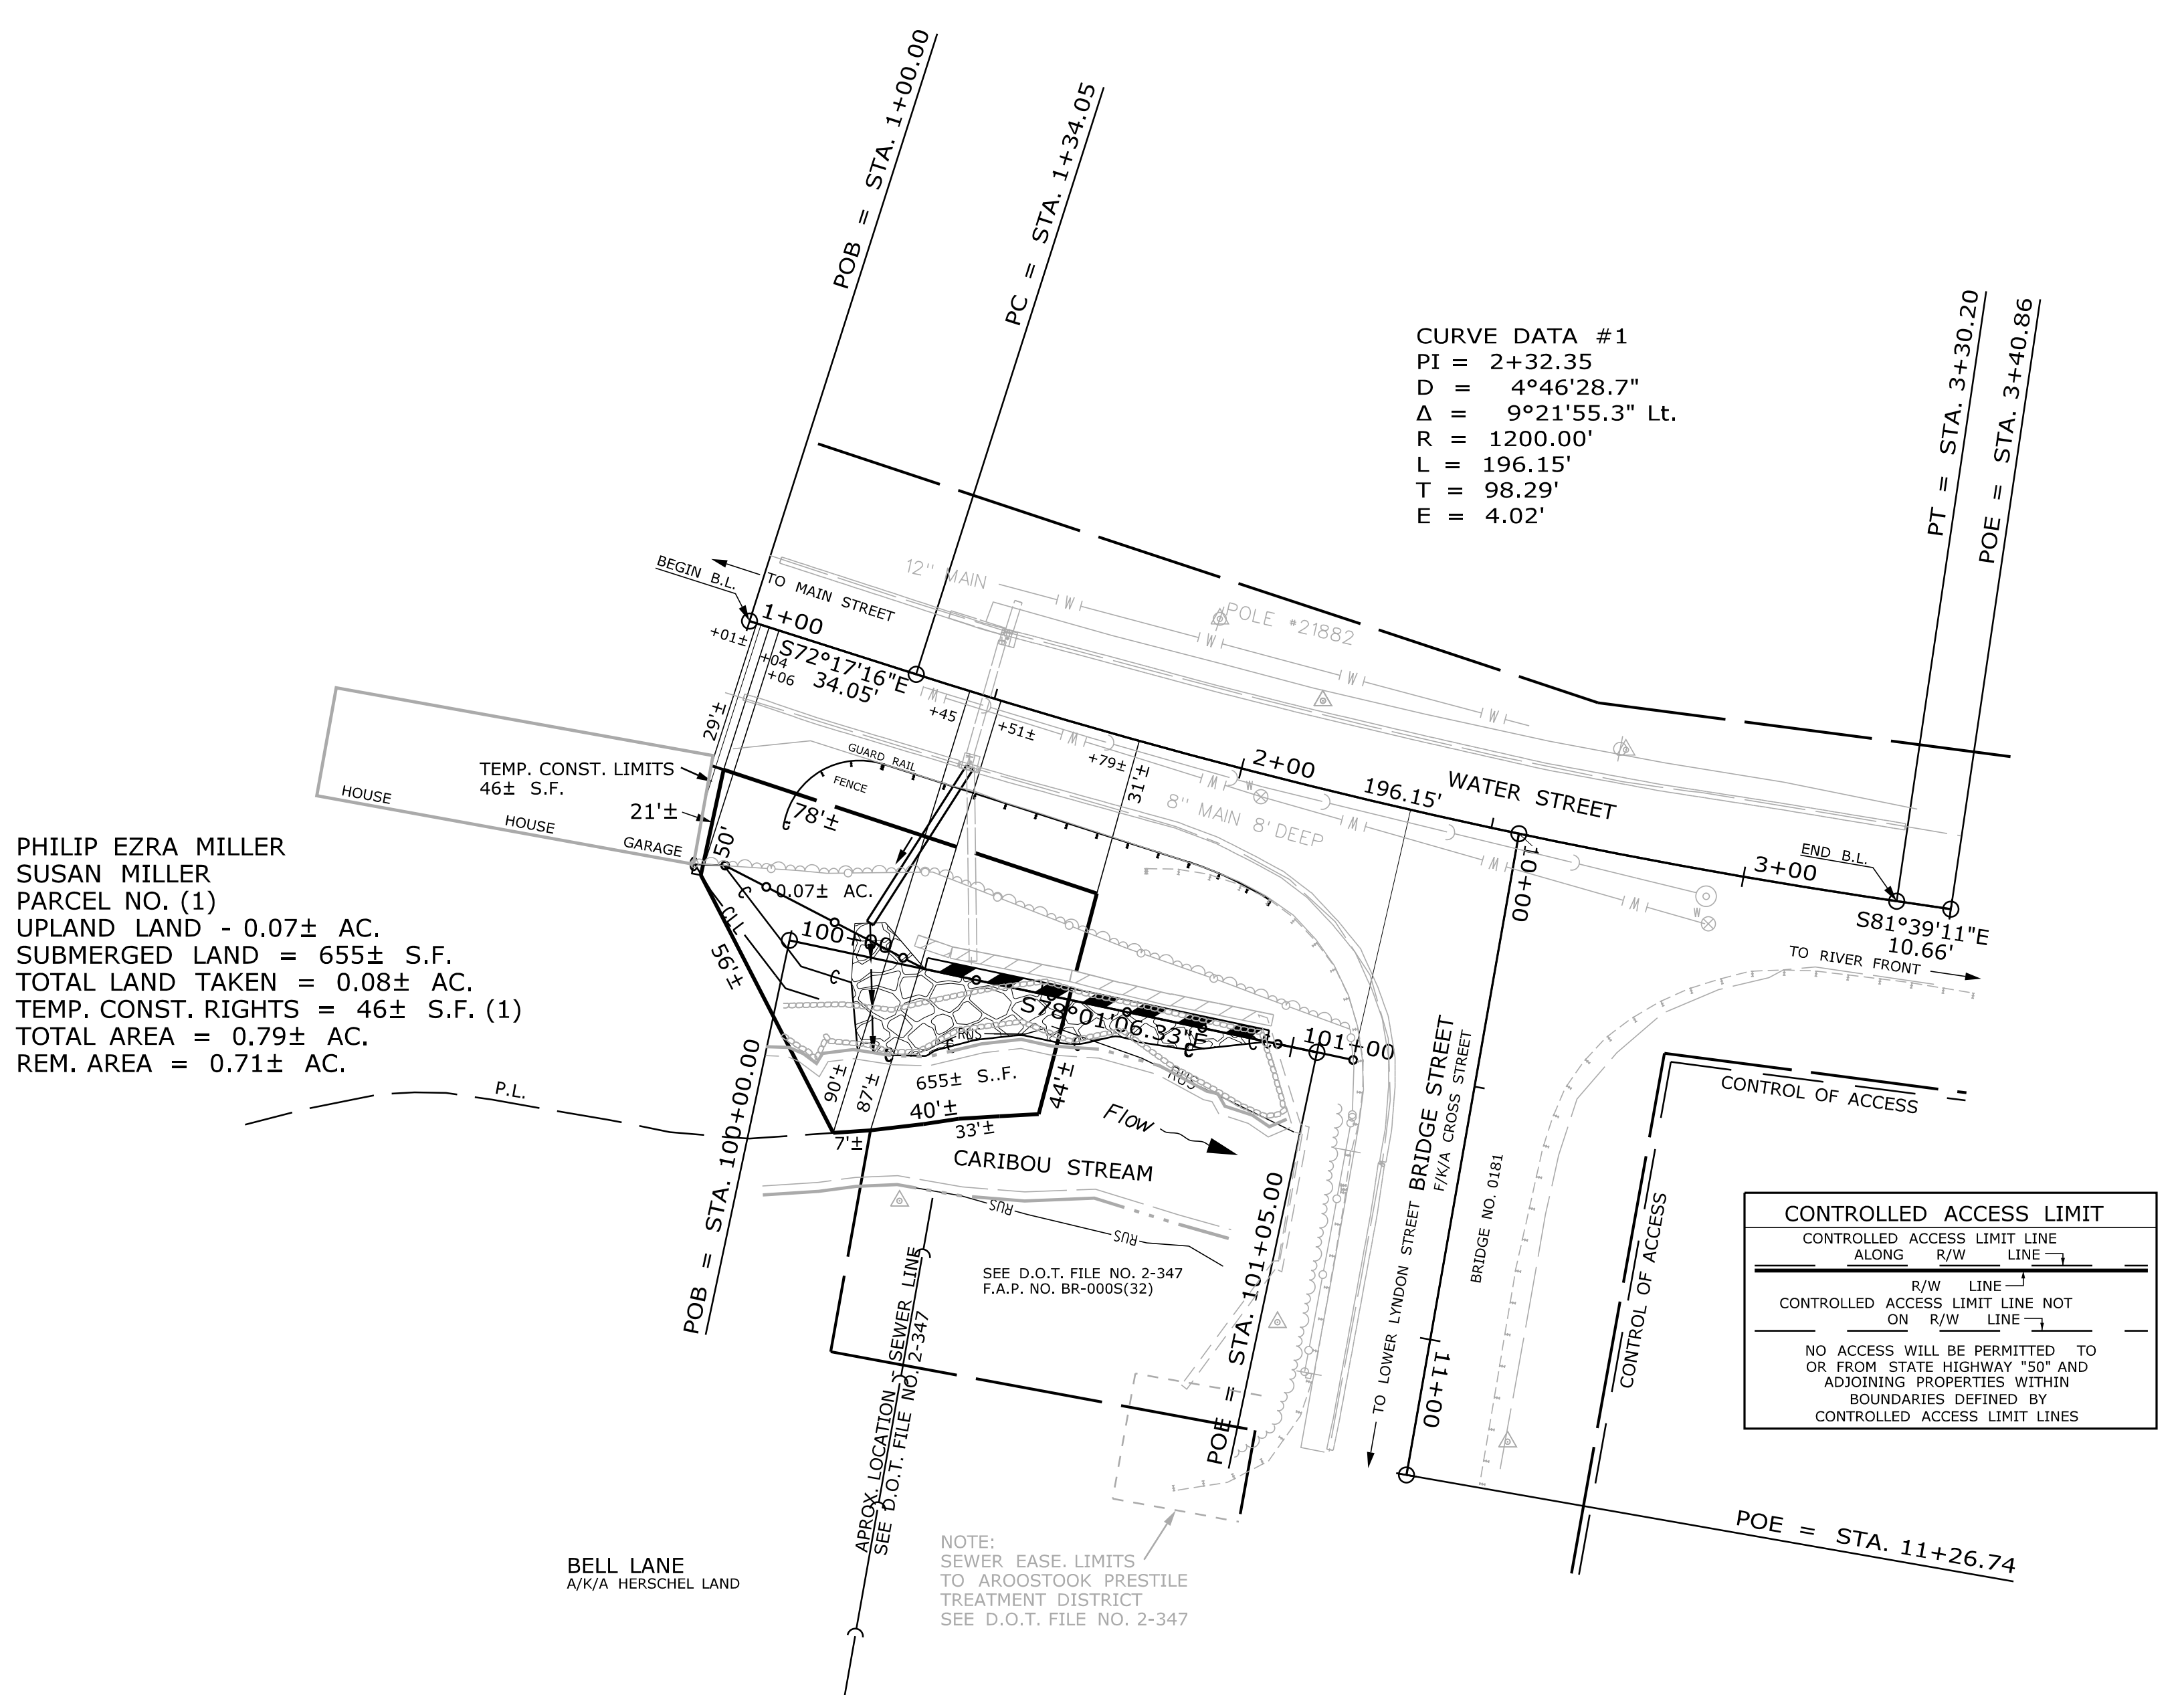 POB = STA. 1+00.00
PC = STA. 1+34.05
CURVE DATA #1
PI = 2+32.35
D = 4°46'28.7"
Δ = 9°21'55.3" Lt.
R = 1200.00'
L = 196.15'
T = 98.29'
E = 4.02'
PT = STA. 3+30.20
POE = STA. 3+40.86
BEGIN B.L.
TO MAIN STREET
12'' MAIN
W
W
W
W
POLE #21882
1+00
+01±
+04
+06
S72°17'16"E
34.05'
+45
+51±
+79±
31'±
29'±
2+00
196.15'
WATER STREET
8'' MAIN 8' DEEP
W
W
3+00
END B.L.
S81°39'11"E
10.66'
TO RIVER FRONT
10+00
GUARD RAIL
FENCE
TEMP. CONST. LIMITS
46± S.F.
HOUSE
HOUSE
GARAGE
21'±
78'±
50'
0.07± AC.
CLL
56'±
100+00
S78°01'06.33"E
101+00
PHILIP EZRA MILLER
SUSAN MILLER
PARCEL NO. (1)
UPLAND LAND - 0.07± AC.
SUBMERGED LAND = 655± S.F.
TOTAL LAND TAKEN = 0.08± AC.
TEMP. CONST. RIGHTS = 46± S.F. (1)
TOTAL AREA = 0.79± AC.
REM. AREA = 0.71± AC.
P.L.
RUS
RUS
655± S..F.
90'±
87'±
40'±
44'±
7'±
33'±
Flow
CARIBOU STREAM
RUS
RUS
POB = STA. 100+00.00
POE = STA. 101+05.00
SEE D.O.T. FILE NO. 2-347
F.A.P. NO. BR-000S(32)
APROX. LOCATION - SEWER LINE
SEE D.O.T. FILE NO. 2-347
BRIDGE STREET
F/K/A CROSS STREET
BRIDGE NO. 0181
TO LOWER LYNDON STREET
11+00
CONTROL OF ACCESS
CONTROL OF ACCESS
CONTROLLED ACCESS LIMIT
CONTROLLED ACCESS LIMIT LINE
ALONG R/W LINE
R/W LINE
CONTROLLED ACCESS LIMIT LINE NOT
ON R/W LINE
NO ACCESS WILL BE PERMITTED TO
OR FROM STATE HIGHWAY "50" AND
ADJOINING PROPERTIES WITHIN
BOUNDARIES DEFINED BY
CONTROLLED ACCESS LIMIT LINES
POE = STA. 11+26.74
NOTE:
SEWER EASE. LIMITS
TO AROOSTOOK PRESTILE
TREATMENT DISTRICT
SEE D.O.T. FILE NO. 2-347
BELL LANE
A/K/A HERSCHEL LAND